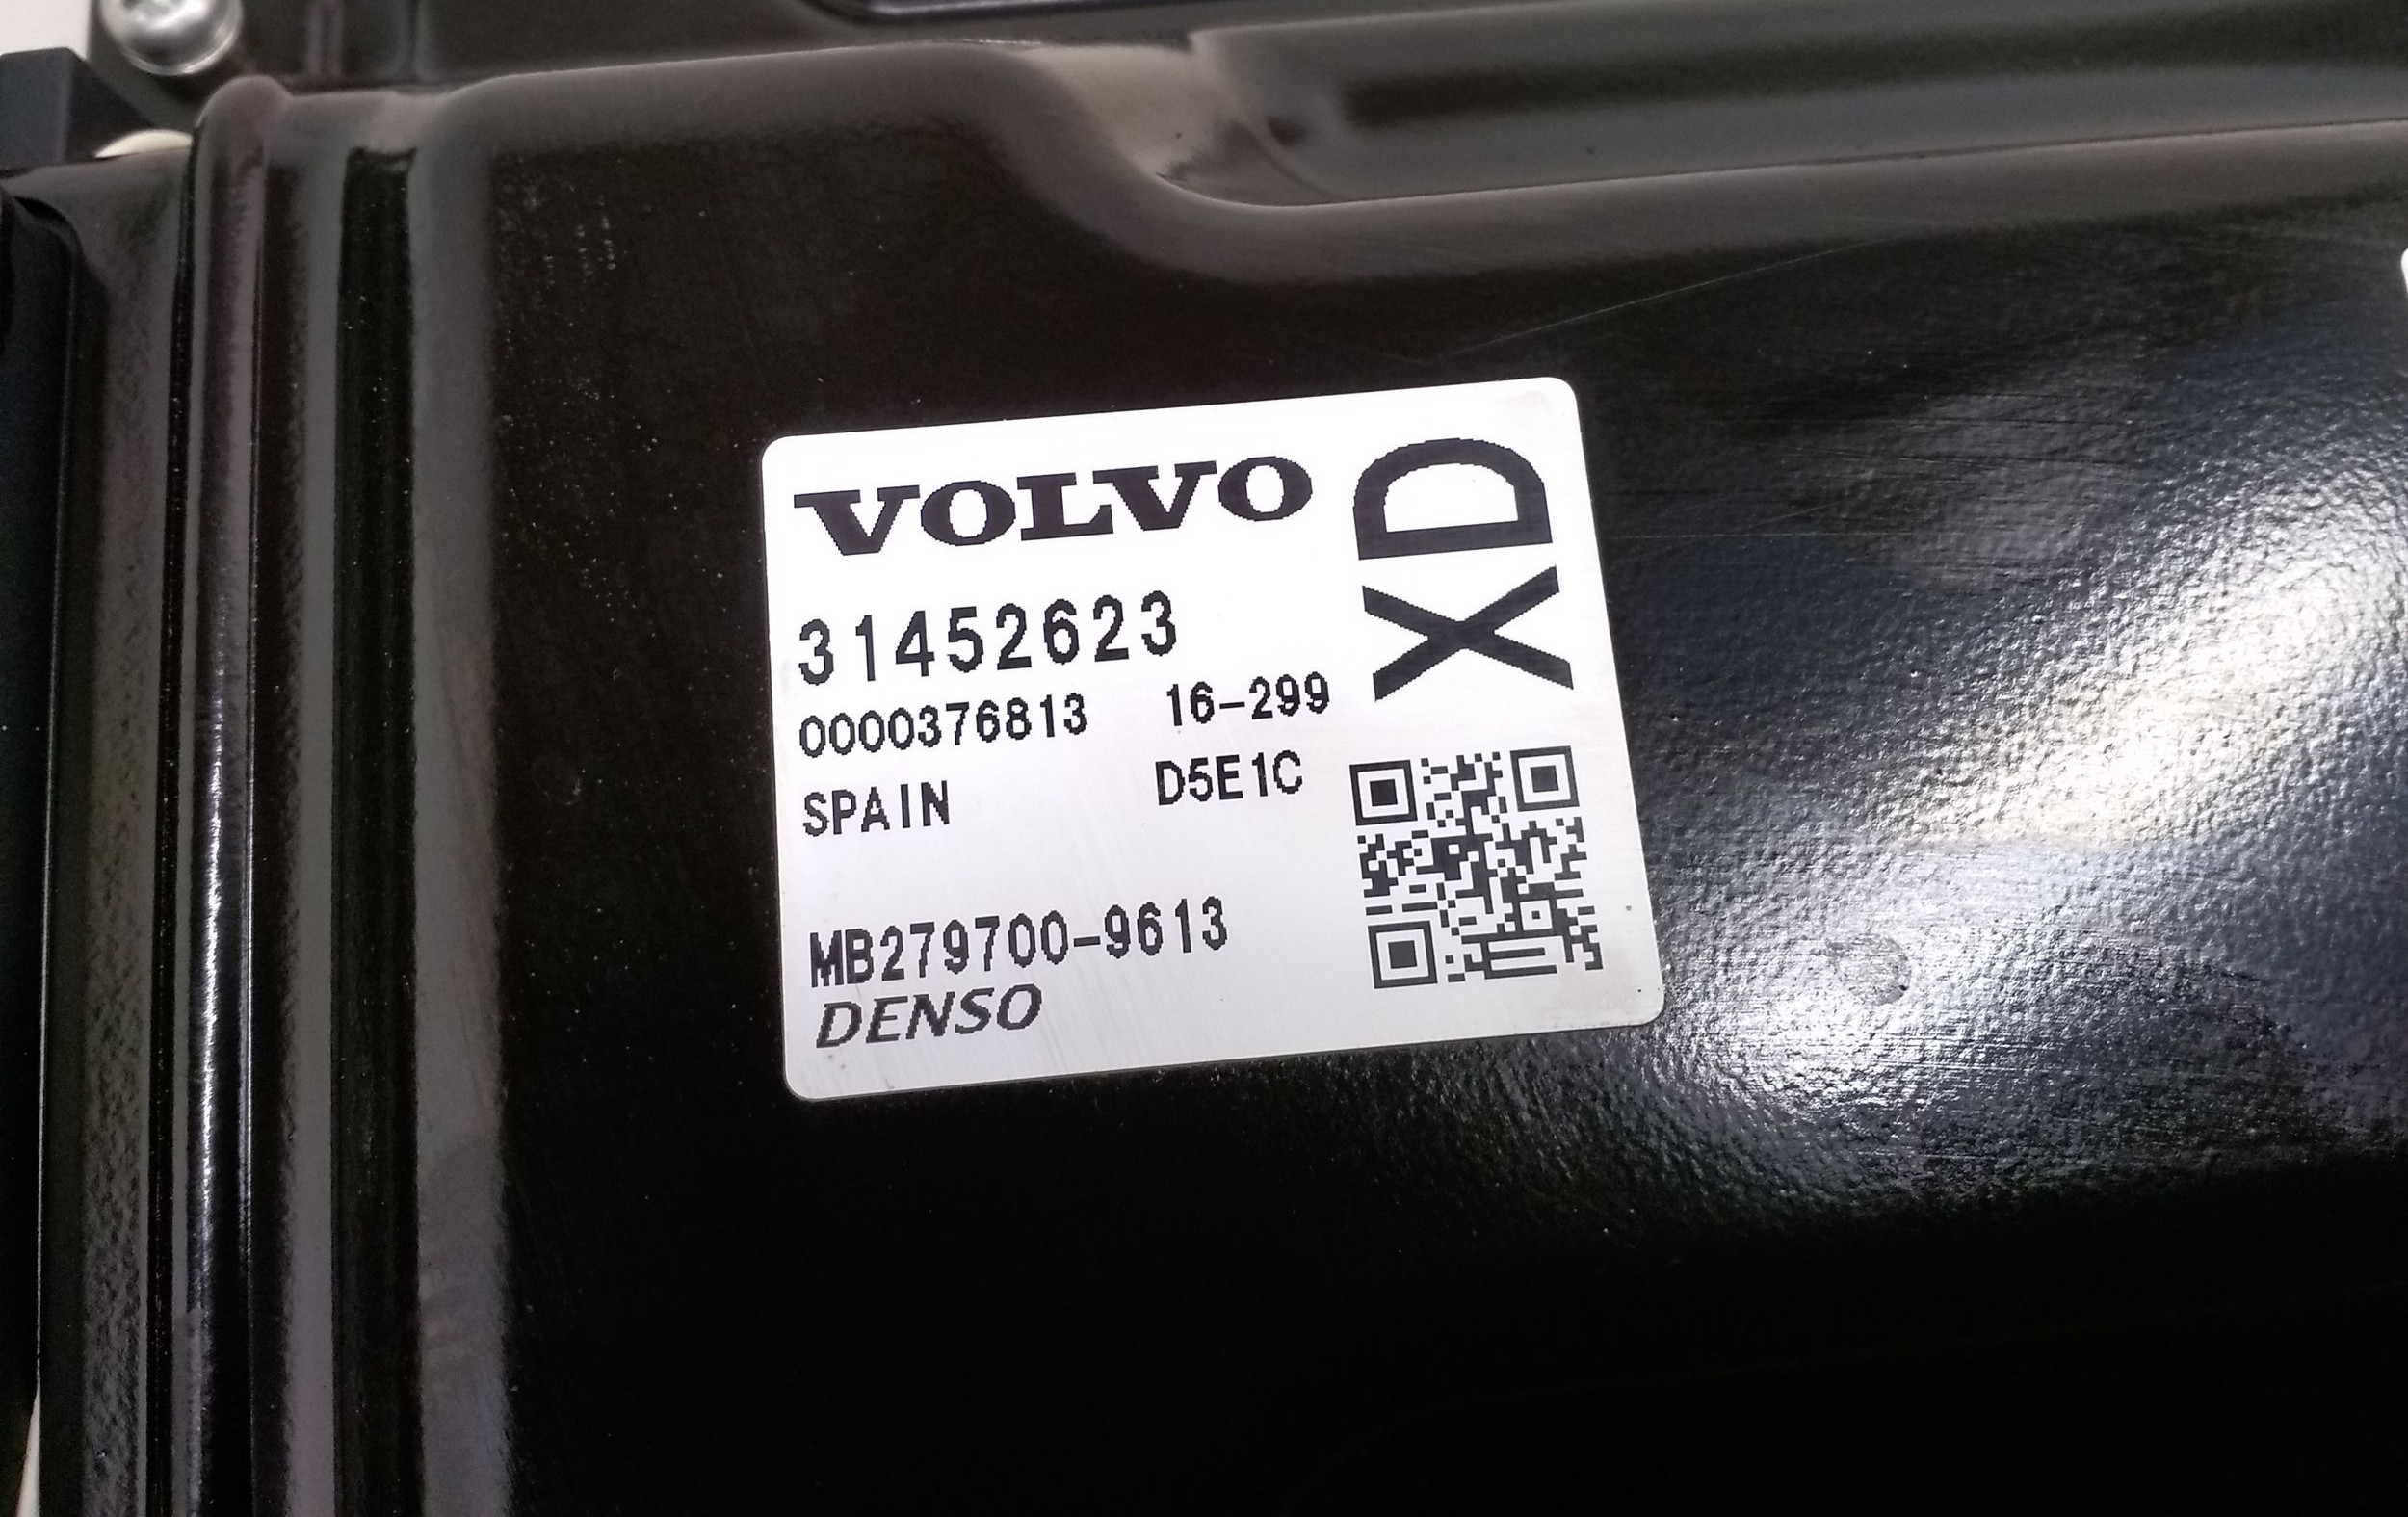 VOLVO
XD
31452623
0000376813 16-299
SPAIN D5E1C
MB279700-9613
DENSO